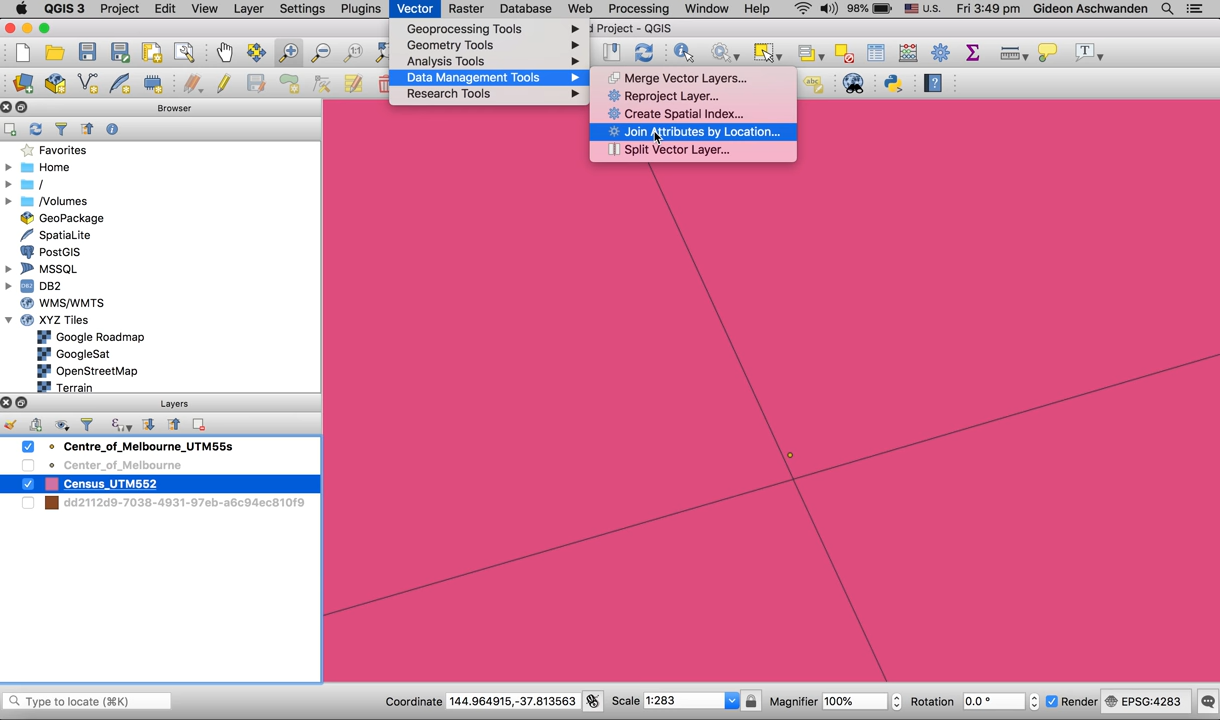 QGIS 3 Project Edit View Layer Settings Plugins Vector Raster Database Web Processing Window Help 98% U.S. Fri 3:49 pm Gideon Aschwanden
d Project - QGIS
Geoprocessing Tools
Geometry Tools
Analysis Tools
Data Management Tools
Research Tools
Merge Vector Layers...
Reproject Layer...
Create Spatial Index...
Join Attributes by Location...
Split Vector Layer...
abc
Browser
Favorites
Home
/
/Volumes
GeoPackage
SpatiaLite
PostGIS
MSSQL
DB2
WMS/WMTS
XYZ Tiles
Google Roadmap
GoogleSat
OpenStreetMap
Terrain
Layers
Centre_of_Melbourne_UTM55s
Center_of_Melbourne
Census_UTM552
dd2112d9-7038-4931-97eb-a6c94ec810f9
Type to locate (⌘K) Coordinate 144.964915,-37.813563 Scale 1:283 Magnifier 100% Rotation 0.0 ° Render EPSG:4283